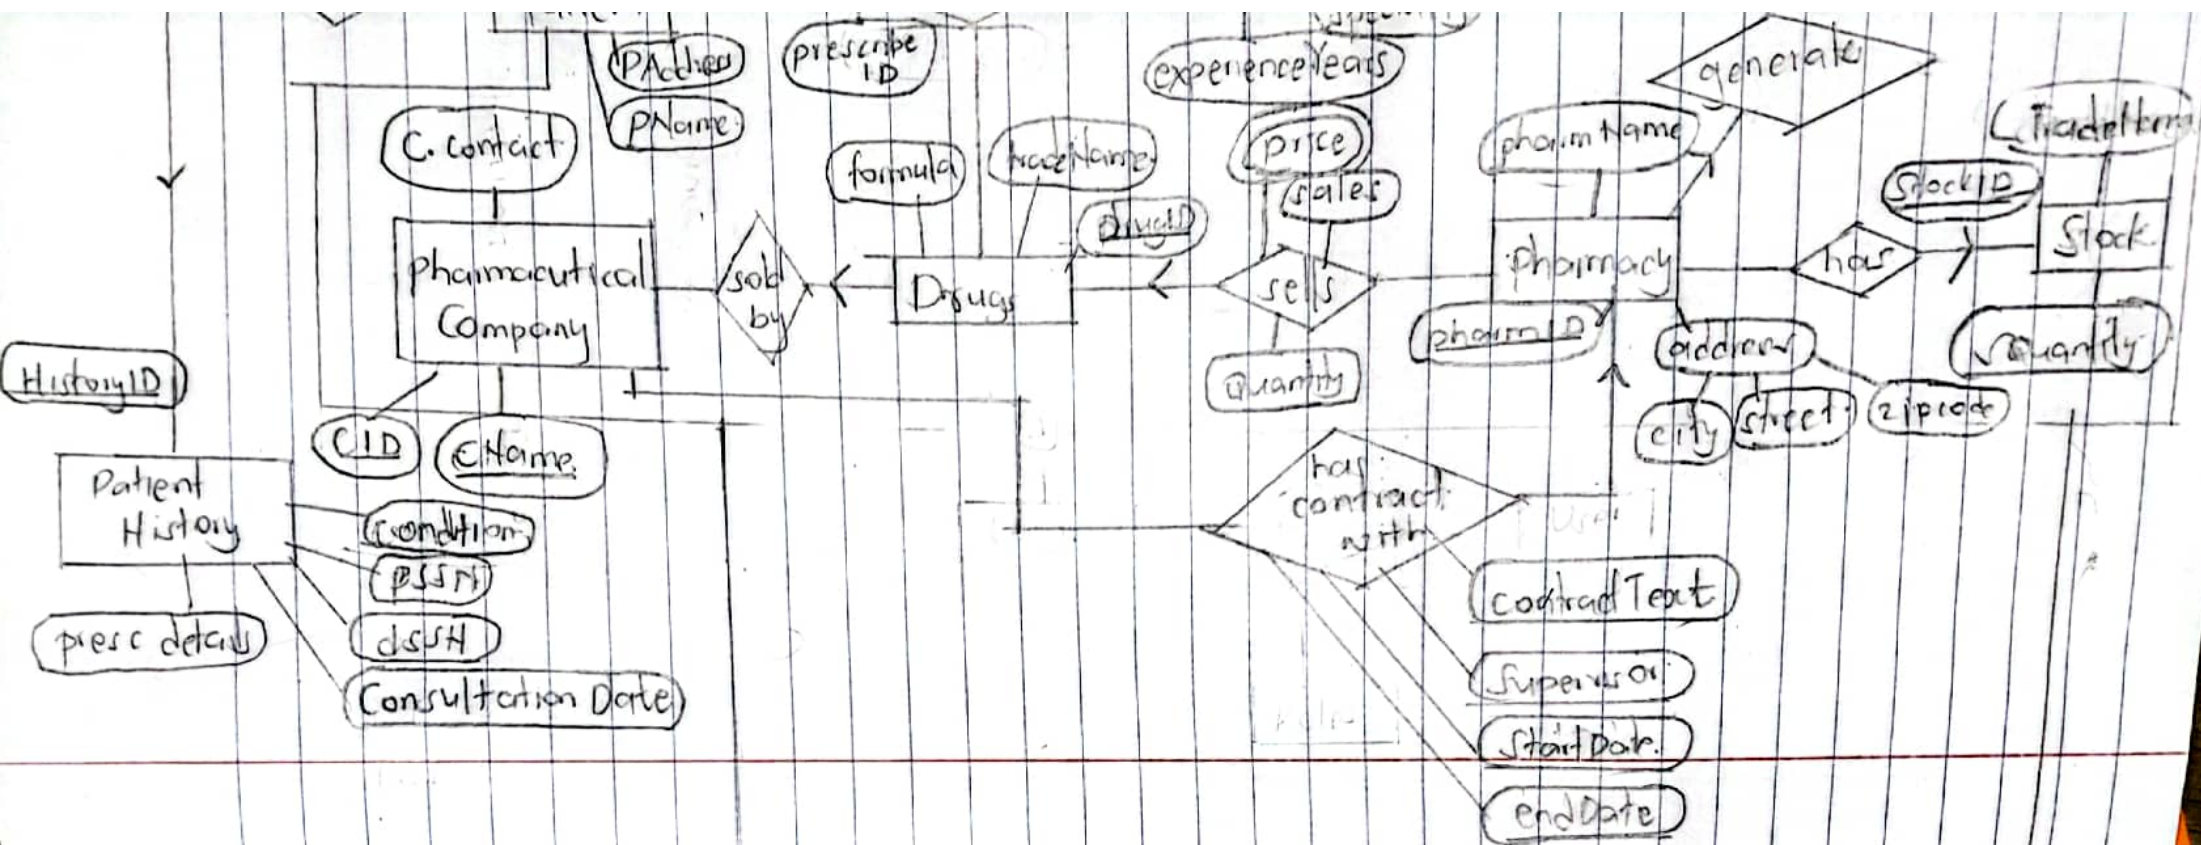 PAddress
prescribe
ID
experienceYears
generate
PName
C.contact
formula
tradeName
price
sales
pharmName
TradeName
StockID
DrugID
Pharmacutical
Company
sold
by
Drugs
sells
Pharmacy
has
Stock
pharmID
address
Quantity
SQuantity
HistoryID
city
street
zipcode
CID
CName
Patient
History
has
contract
with
Condition
PSSN
contractText
presc details
dSSN
Supervisor
Consultation Date
StartDate
endDate